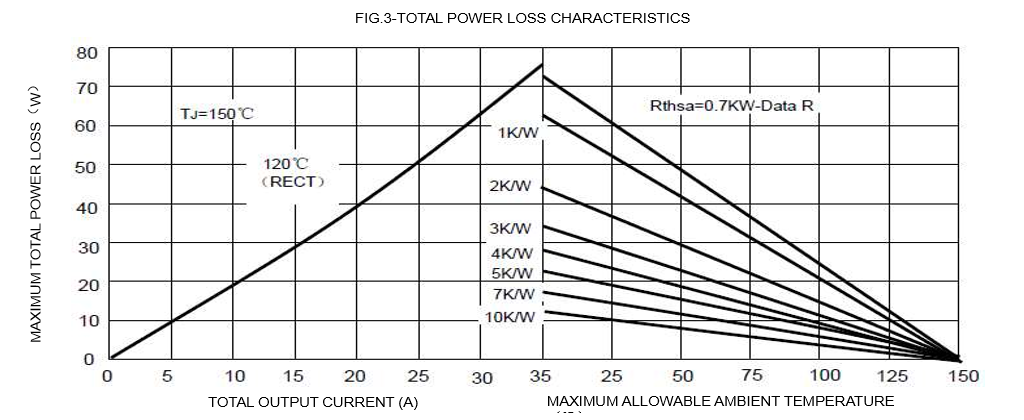 FIG.3-TOTAL POWER LOSS CHARACTERISTICS
MAXIMUM TOTAL POWER LOSS（W）
80
70
60
50
40
30
20
10
0
TJ=150℃
120℃
（RECT）
Rthsa=0.7KW-Data R
1K/W
2K/W
3K/W
4K/W
5K/W
7K/W
10K/W
0 5 10 15 20 25 30 35 25 50 75 100 125 150
TOTAL OUTPUT CURRENT (A)
MAXIMUM ALLOWABLE AMBIENT TEMPERATURE